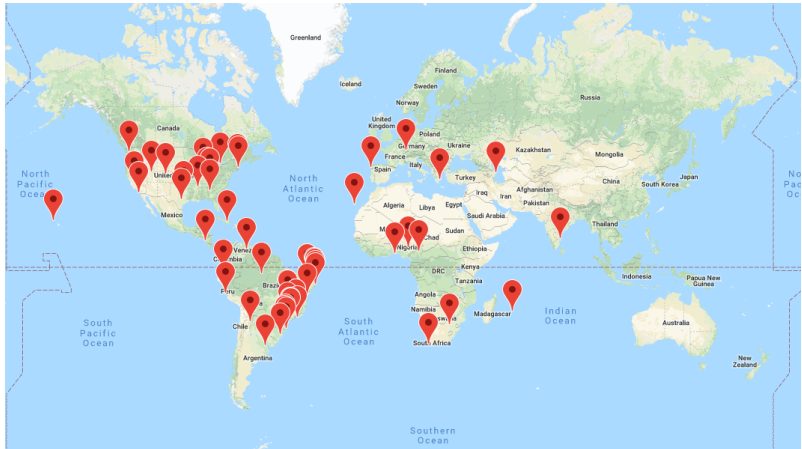 Greenland
Iceland
Finland
Sweden
Norway
Russia
Canada
United
Kingdom
Poland
Germany
Ukraine
Kazakhstan
Mongolia
France
Italy
Spain
Turkey
North
Pacific
Ocea
North
Atlantic
Ocean
China
Japan
South Korea
Afghanistan
Iraq
Iran
Pakistan
Algeria
Libya
Egypt
Saudi Arabia
Mexico
Sudan
Chad
Nigeria
Thailand
Ethiopia
Venez
Colombia
DRC
Kenya
Tanzania
Indonesia
Papua New
Guinea
Brazi
Peru
Angola
Namibia
Madagascar
Indian
Ocean
South
Pacific
Ocean
Chile
South
Atlantic
Ocean
South Africa
Australia
Argentina
New
Zealand
Southern
Ocean